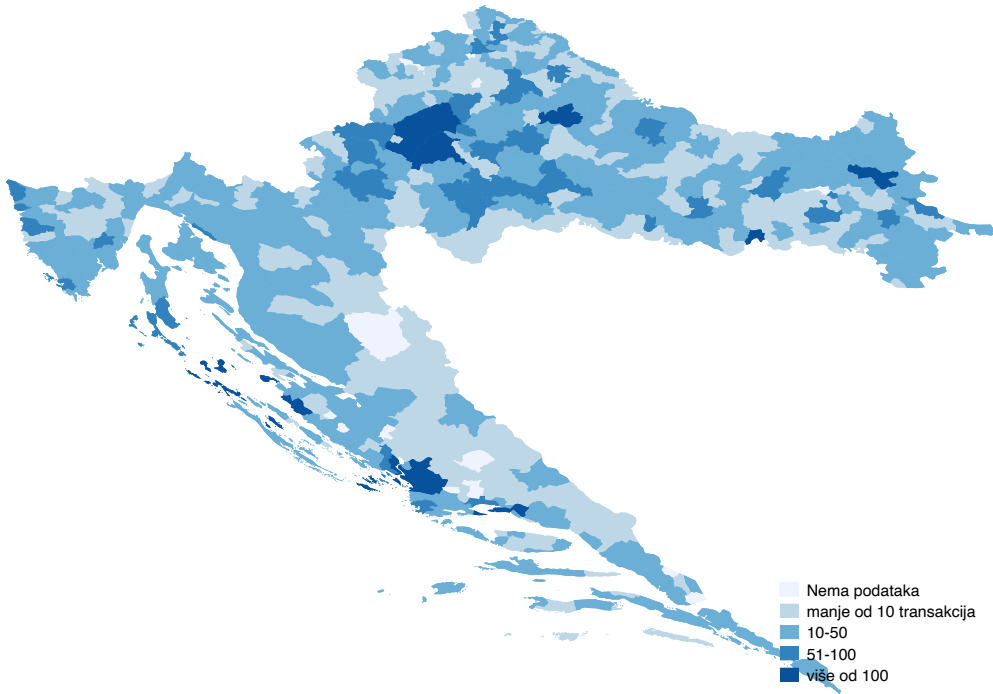 Nema podataka
manje od 10 transakcija
10-50
51-100
više od 100